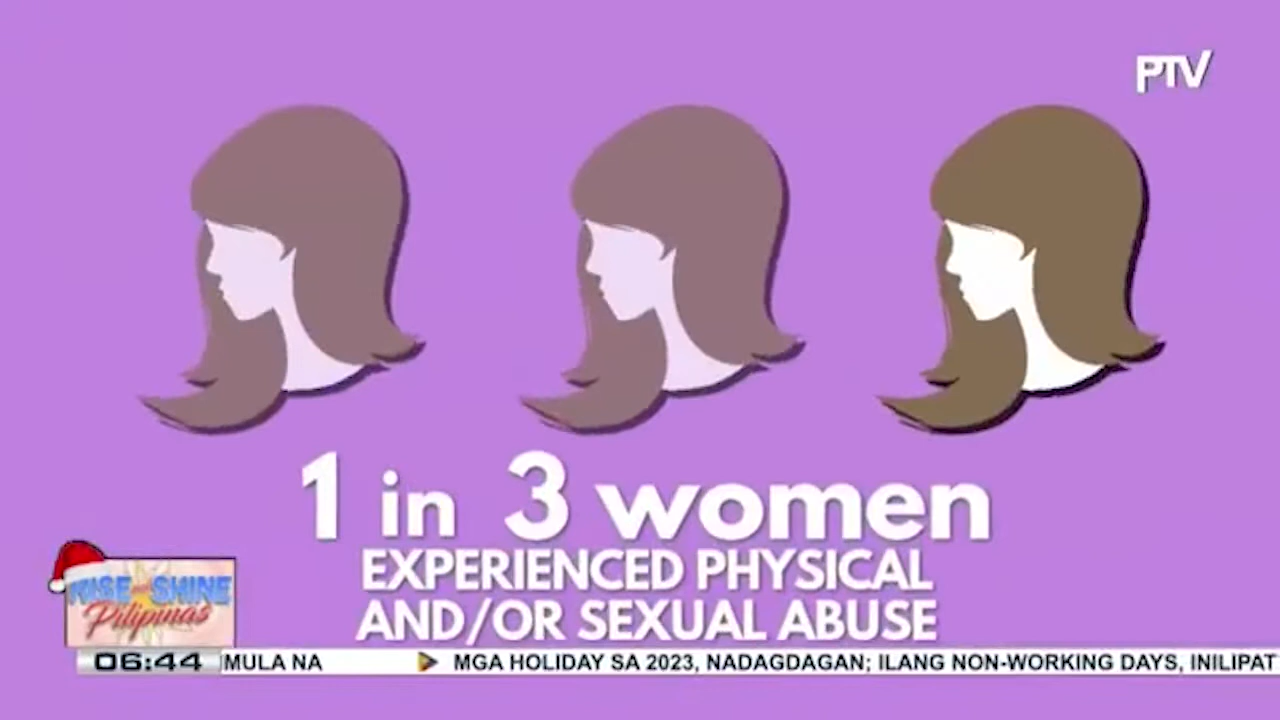 PTV
1 in 3 women
EXPERIENCED PHYSICAL
AND/OR SEXUAL ABUSE
RISE AND SHINE
Pilipinas
06:44 MULA NA MGA HOLIDAY SA 2023, NADAGDAGAN; ILANG NON-WORKING DAYS, INILIPAT